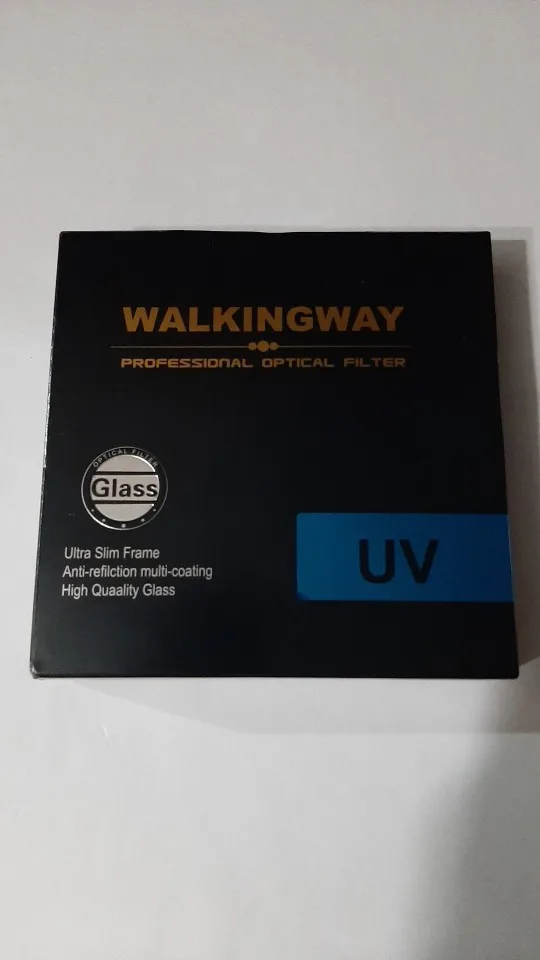 WALKINGWAY
PROFESSIONAL OPTICAL FILTER
OPTICAL FILTER
Glass
UV
Ultra Slim Frame
Anti-refilction multi-coating
High Quaality Glass